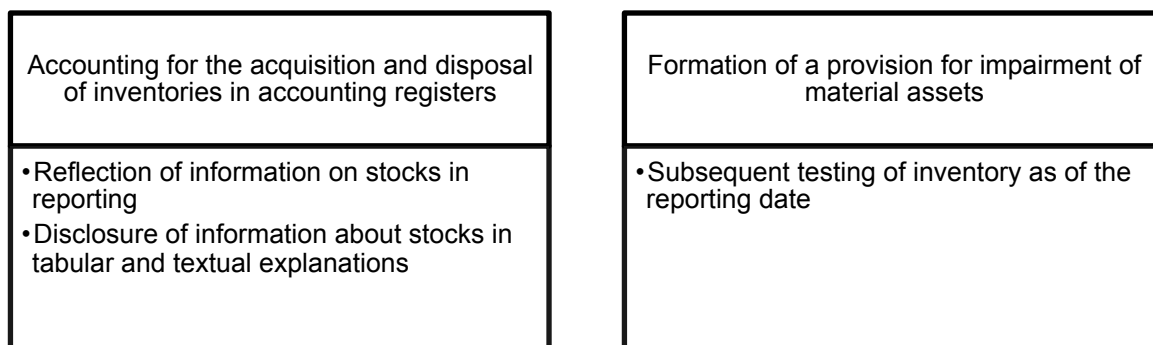 Accounting for the acquisition and disposal
of inventories in accounting registers
•Reflection of information on stocks in
reporting
•Disclosure of information about stocks in
tabular and textual explanations
Formation of a provision for impairment of
material assets
•Subsequent testing of inventory as of the
reporting date